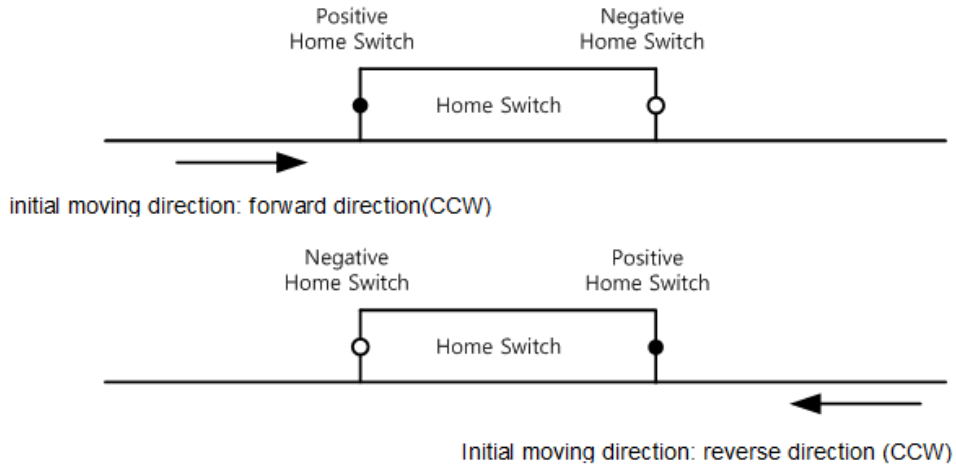 Positive
Home Switch
Negative
Home Switch
Home Switch
initial moving direction: forward direction(CCW)
Negative
Home Switch
Positive
Home Switch
Home Switch
Initial moving direction: reverse direction (CCW)